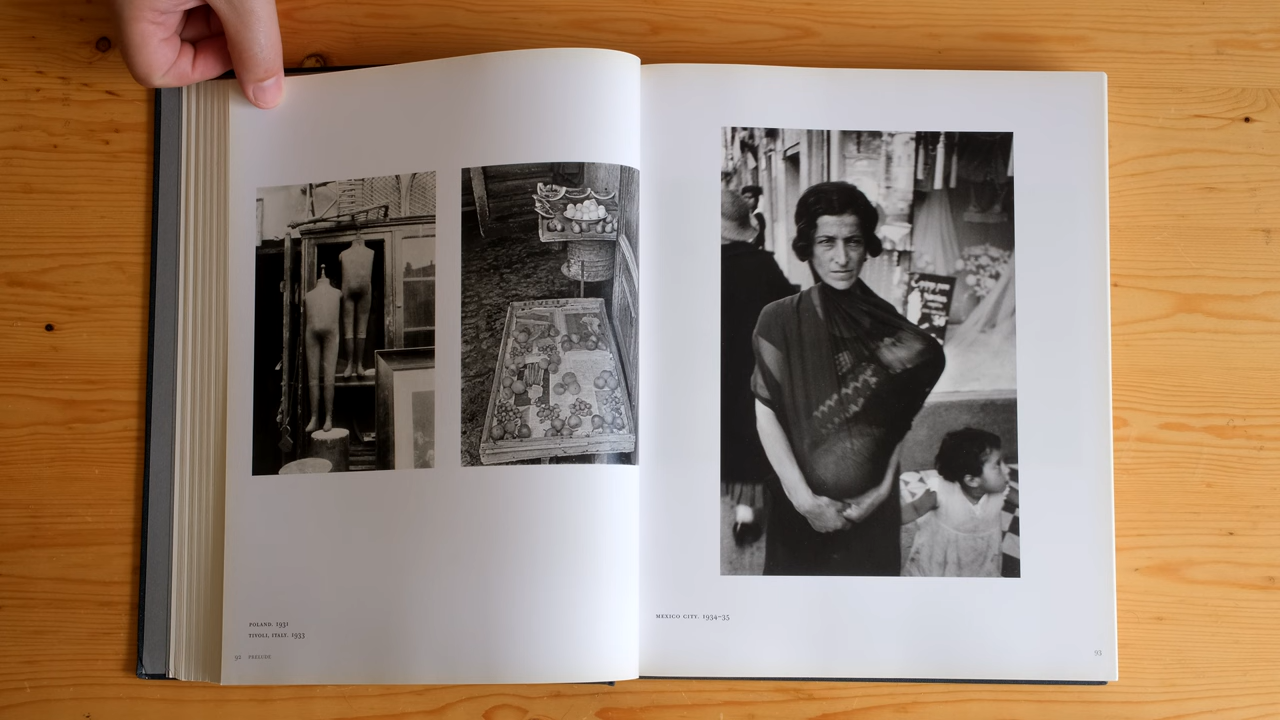 POLAND. 1931
TIVOLI, ITALY. 1933
92 PRELUDE
MEXICO CITY. 1934–35
93